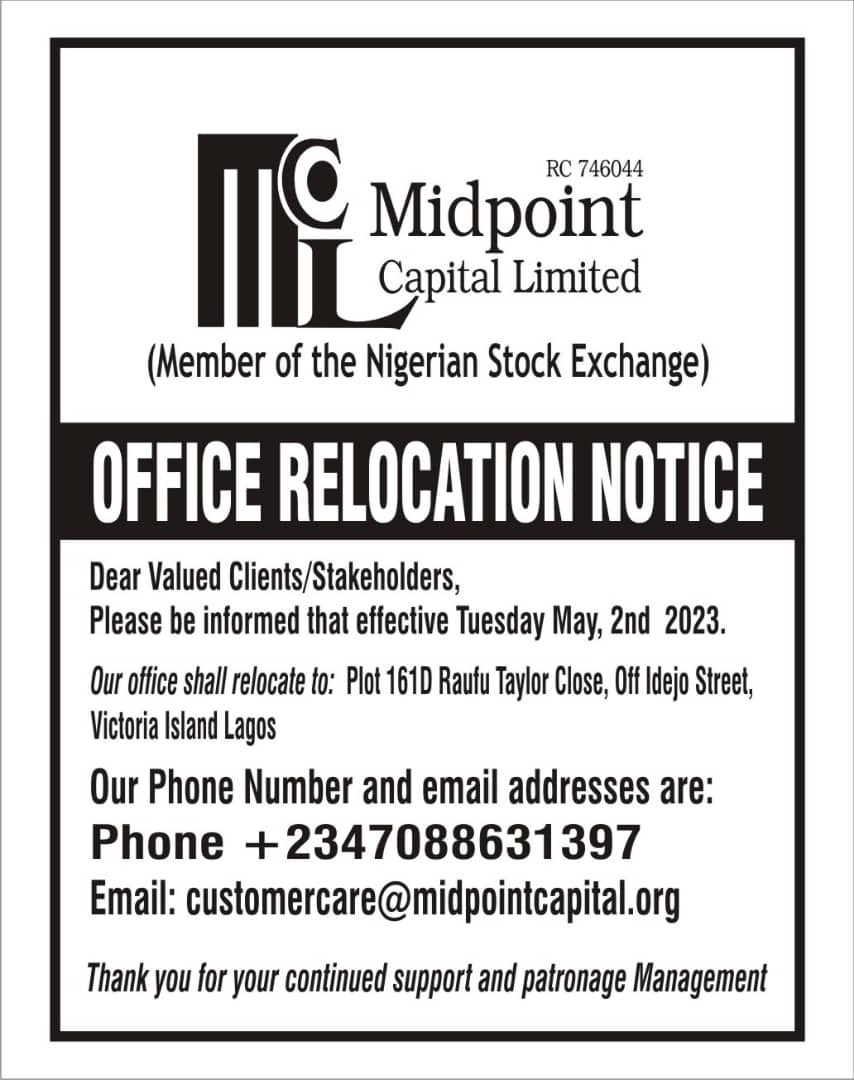 MCL
RC 746044
Midpoint
Capital Limited
(Member of the Nigerian Stock Exchange)
OFFICE RELOCATION NOTICE
Dear Valued Clients/Stakeholders,
Please be informed that effective Tuesday May, 2nd 2023.
Our office shall relocate to: Plot 161D Raufu Taylor Close, Off Idejo Street,
Victoria Island Lagos
Our Phone Number and email addresses are:
Phone +2347088631397
Email: customercare@midpointcapital.org
Thank you for your continued support and patronage Management